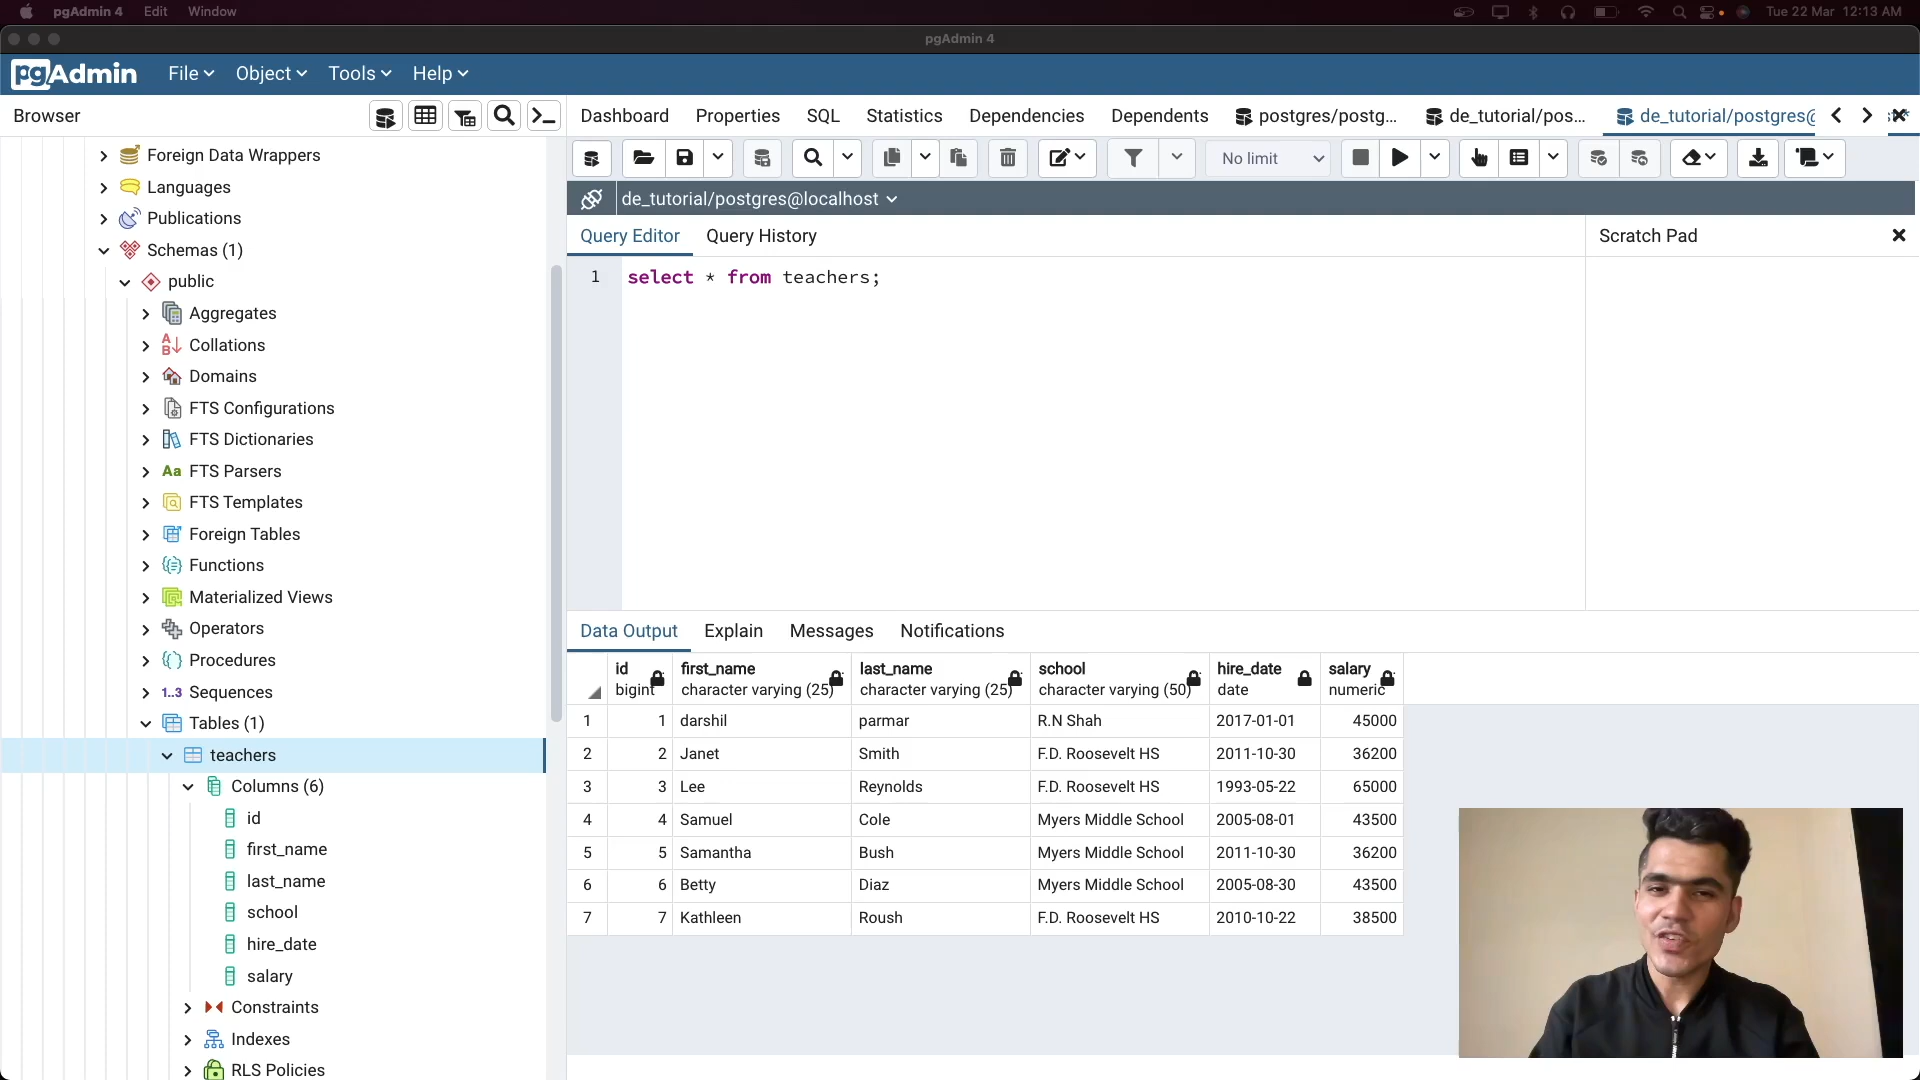 pgAdmin 4 Edit Window Tue 22 Mar 12:13 AM
pgAdmin 4
pgAdmin File Object Tools Help
Browser
Dashboard Properties SQL Statistics Dependencies Dependents postgres/postg... de_tutorial/pos... de_tutorial/postgres@
No limit
de_tutorial/postgres@localhost
Query Editor Query History
Scratch Pad
1 select * from teachers;
Foreign Data Wrappers
Languages
Publications
Schemas (1)
public
Aggregates
Collations
Domains
FTS Configurations
FTS Dictionaries
Aa FTS Parsers
FTS Templates
Foreign Tables
Functions
Materialized Views
Operators
Procedures
1..3 Sequences
Tables (1)
teachers
Columns (6)
id
first_name
last_name
school
hire_date
salary
Constraints
Indexes
RLS Policies
Data Output Explain Messages Notifications
id first_name last_name school hire_date salary
bigint character varying (25) character varying (25) character varying (50) date numeric
1 1 darshil parmar R.N Shah 2017-01-01 45000
2 2 Janet Smith F.D. Roosevelt HS 2011-10-30 36200
3 3 Lee Reynolds F.D. Roosevelt HS 1993-05-22 65000
4 4 Samuel Cole Myers Middle School 2005-08-01 43500
5 5 Samantha Bush Myers Middle School 2011-10-30 36200
6 6 Betty Diaz Myers Middle School 2005-08-30 43500
7 7 Kathleen Roush F.D. Roosevelt HS 2010-10-22 38500